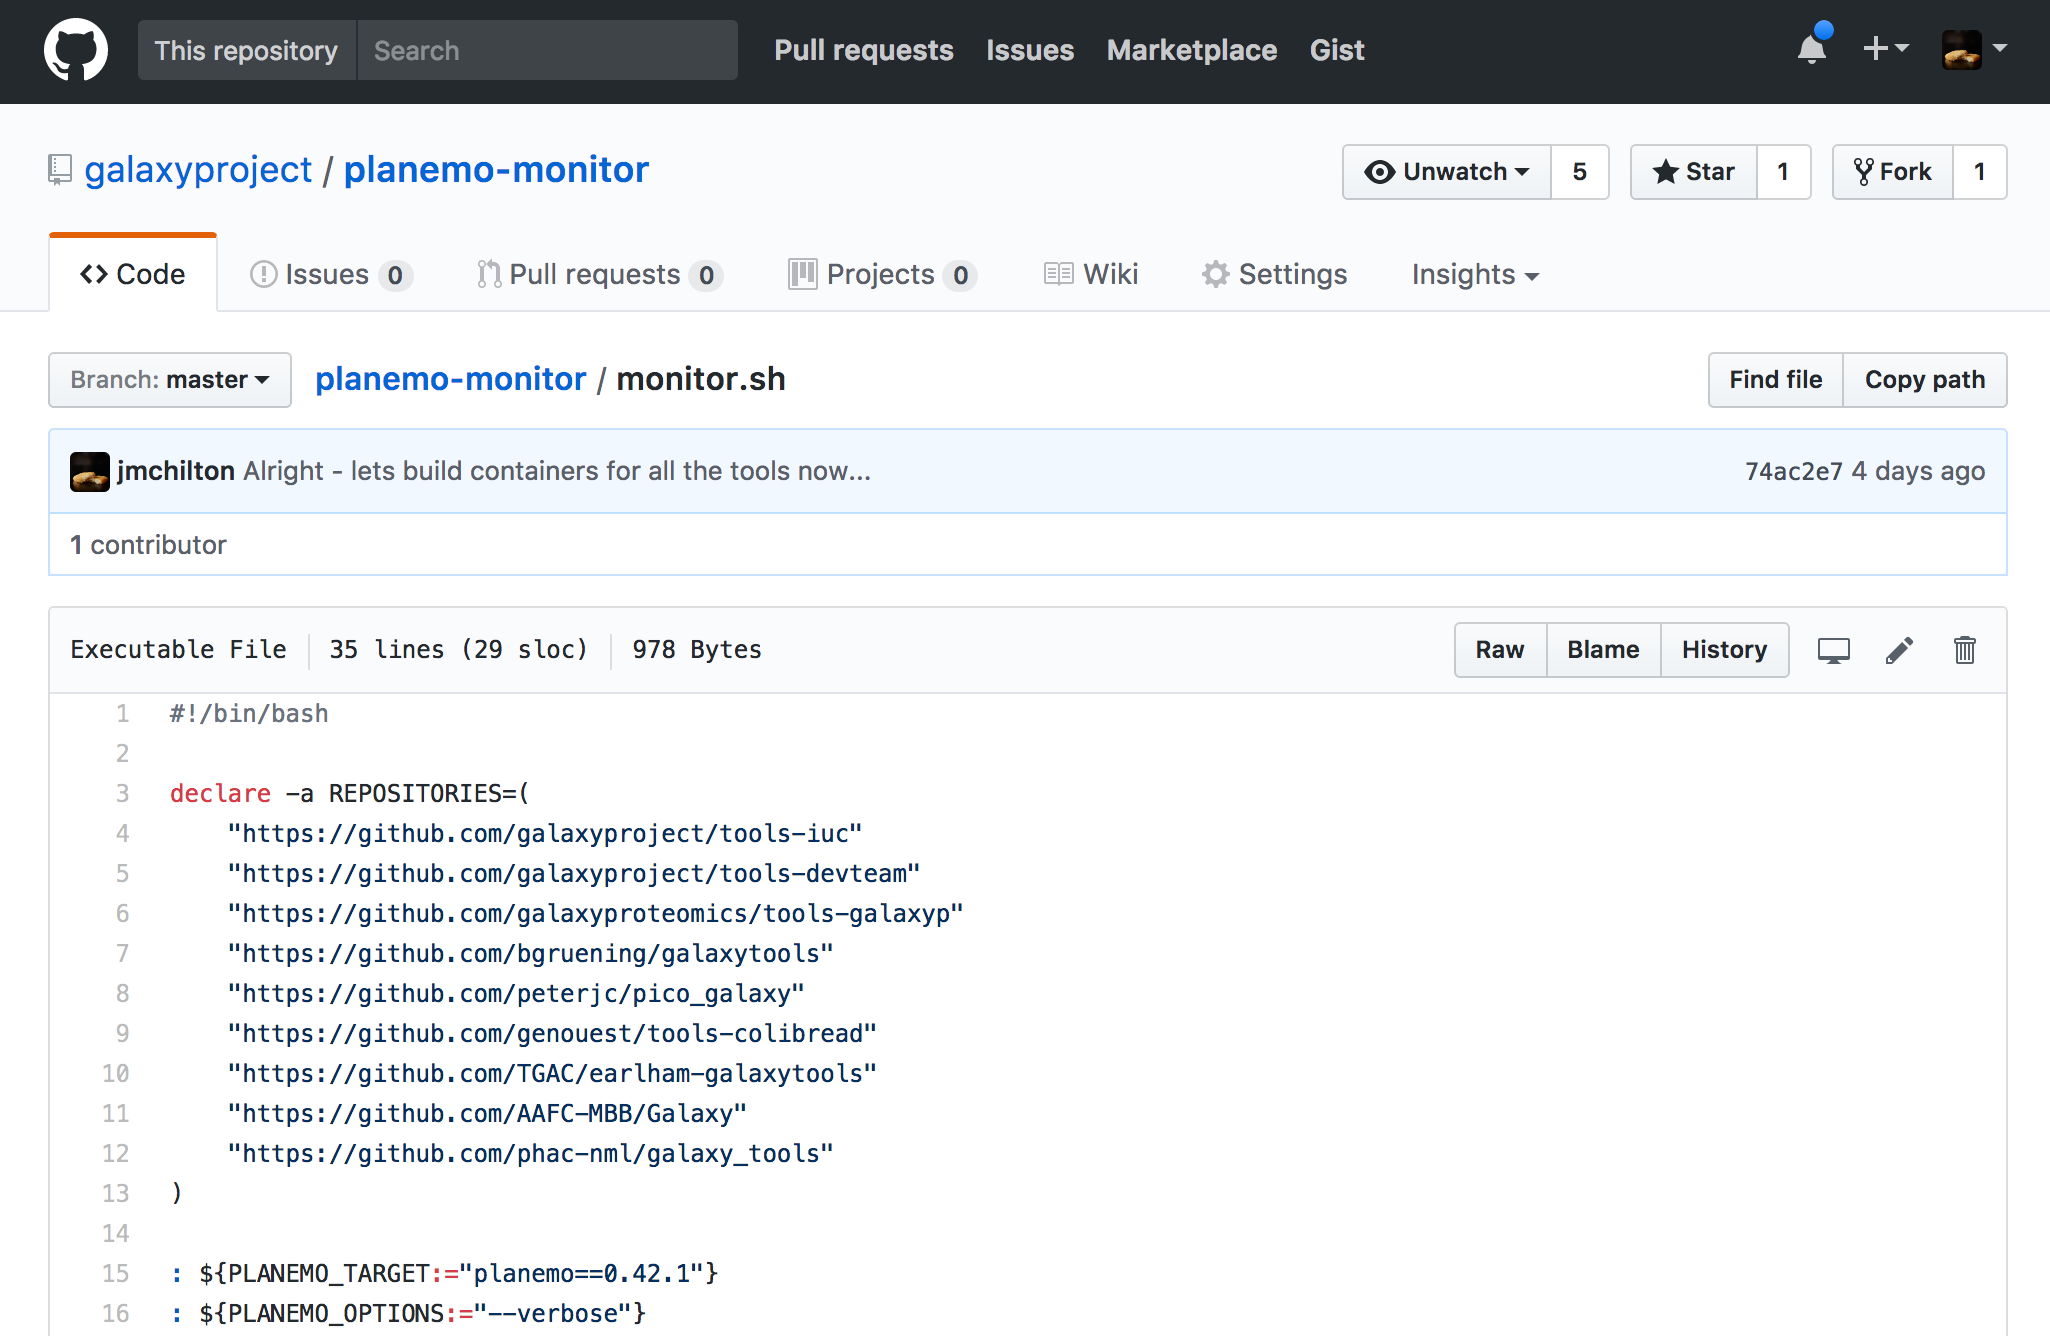 This repository Search Pull requests Issues Marketplace Gist
galaxyproject / planemo-monitor Unwatch 5 Star 1 Fork 1
Code Issues 0 Pull requests 0 Projects 0 Wiki Settings Insights
Branch: master planemo-monitor / monitor.sh Find file Copy path
jmchilton Alright - lets build containers for all the tools now... 74ac2e7 4 days ago
1 contributor
Executable File 35 lines (29 sloc) 978 Bytes Raw Blame History
1 #!/bin/bash
2
3 declare -a REPOSITORIES=(
4     "https://github.com/galaxyproject/tools-iuc"
5     "https://github.com/galaxyproject/tools-devteam"
6     "https://github.com/galaxyproteomics/tools-galaxyp"
7     "https://github.com/bgruening/galaxytools"
8     "https://github.com/peterjc/pico_galaxy"
9     "https://github.com/genouest/tools-colibread"
10     "https://github.com/TGAC/earlham-galaxytools"
11     "https://github.com/AAFC-MBB/Galaxy"
12     "https://github.com/phac-nml/galaxy_tools"
13 )
14
15 : ${PLANEMO_TARGET:="planemo==0.42.1"}
16 : ${PLANEMO_OPTIONS:="--verbose"}